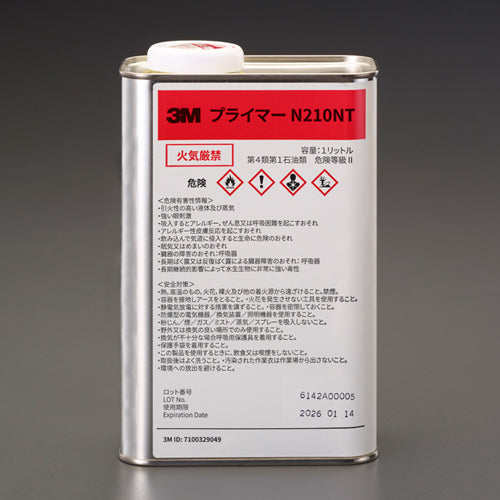 3M プライマー N210NT
容量:1リットル
火気厳禁 第4類第1石油類 危険等級Ⅱ
危険
<危険有害性情報>
・引火性の高い液体及び蒸気
・強い眼刺激
・吸入するとアレルギー,ぜん息又は呼吸困難を起こすおそれ
・アレルギー性皮膚反応を起こすおそれ
・飲み込んで気道に侵入すると生命に危険のおそれ
・眠気又はめまいのおそれ
・臓器の障害のおそれ:呼吸器
・長期ばく露又は反復ばく露による臓器障害のおそれ: 呼吸器
・長期継続的影響によって水生生物に非常に強い毒性
<安全対策>
・熱,高温のもの,火花,裸火及び他の着火源から遠ざけること。禁煙。
・容器を接地しアースをとること。・火花を発生させない工具を使用すること。
・静電気放電に対する措置を講ずること。・容器を密閉しておくこと。
・防爆型の電気機器/換気装置/照明機器を使用すること。
・粉じん/煙/ガス/ミスト/蒸気/スプレーを吸入しないこと。
・野外又は換気の良い場所でのみ使用すること。
・換気が不十分な場合呼吸用保護具を着用すること。
・保護手袋を着用すること。
・この製品を使用するときに,飲食又は喫煙をしないこと。
・取扱後はよく洗うこと。・汚染された作業衣は作業場から出さないこと。
・環境への放出を避けること。
ロット番号
LOT No. 6142A00005
使用期限
Expiration Date 2026 01 14
3M ID: 7100329049